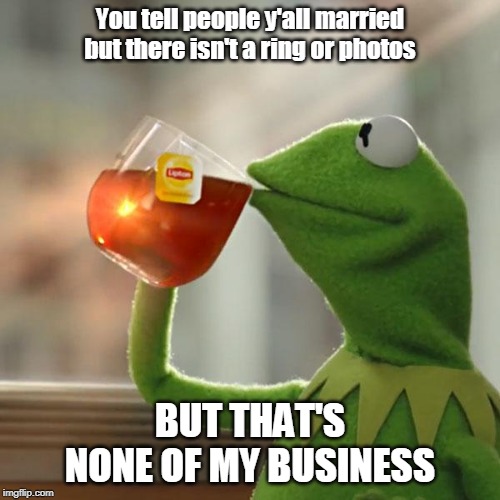 You tell people y'all married
but there isn't a ring or photos
Lipton
BUT THAT'S
NONE OF MY BUSINESS
imgflip.com